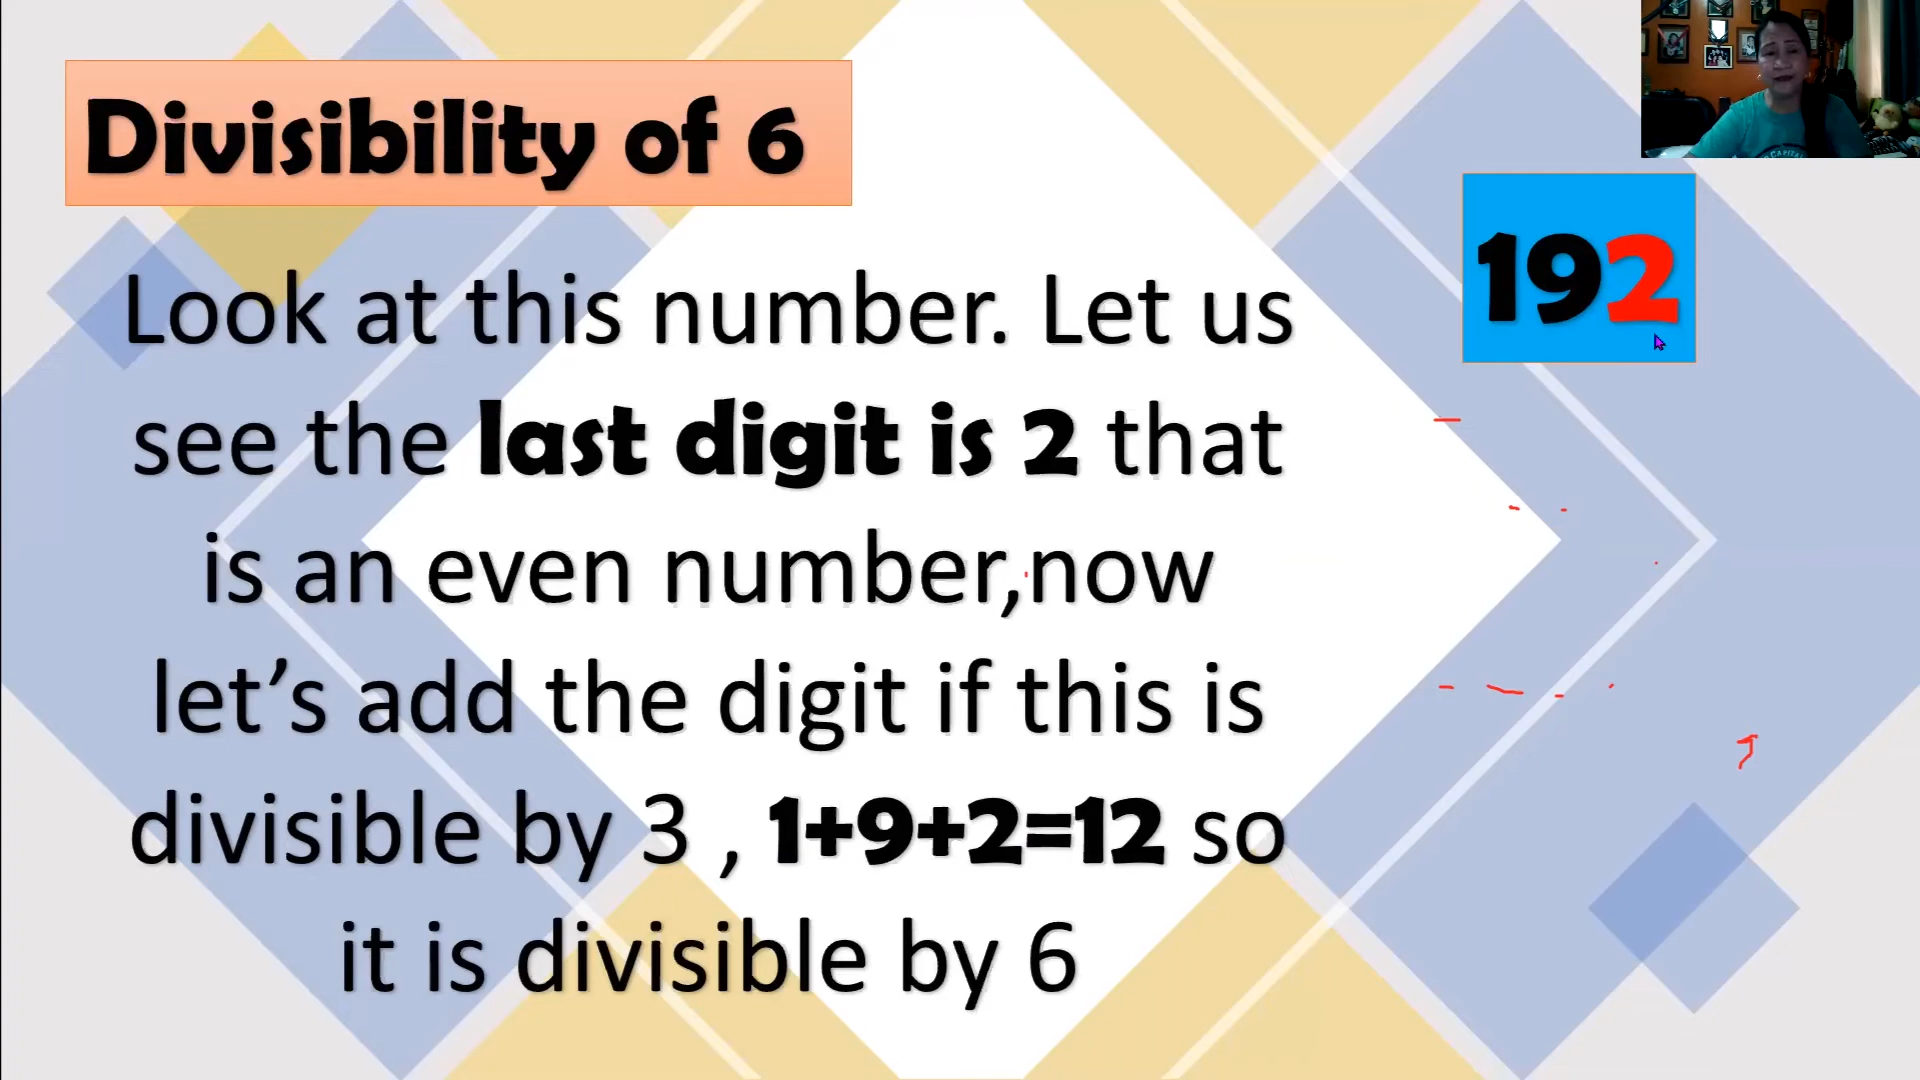 Divisibility of 6
192
Look at this number. Let us
see the last digit is 2 that
is an even number,now
let’s add the digit if this is
divisible by 3 , 1+9+2=12 so
it is divisible by 6